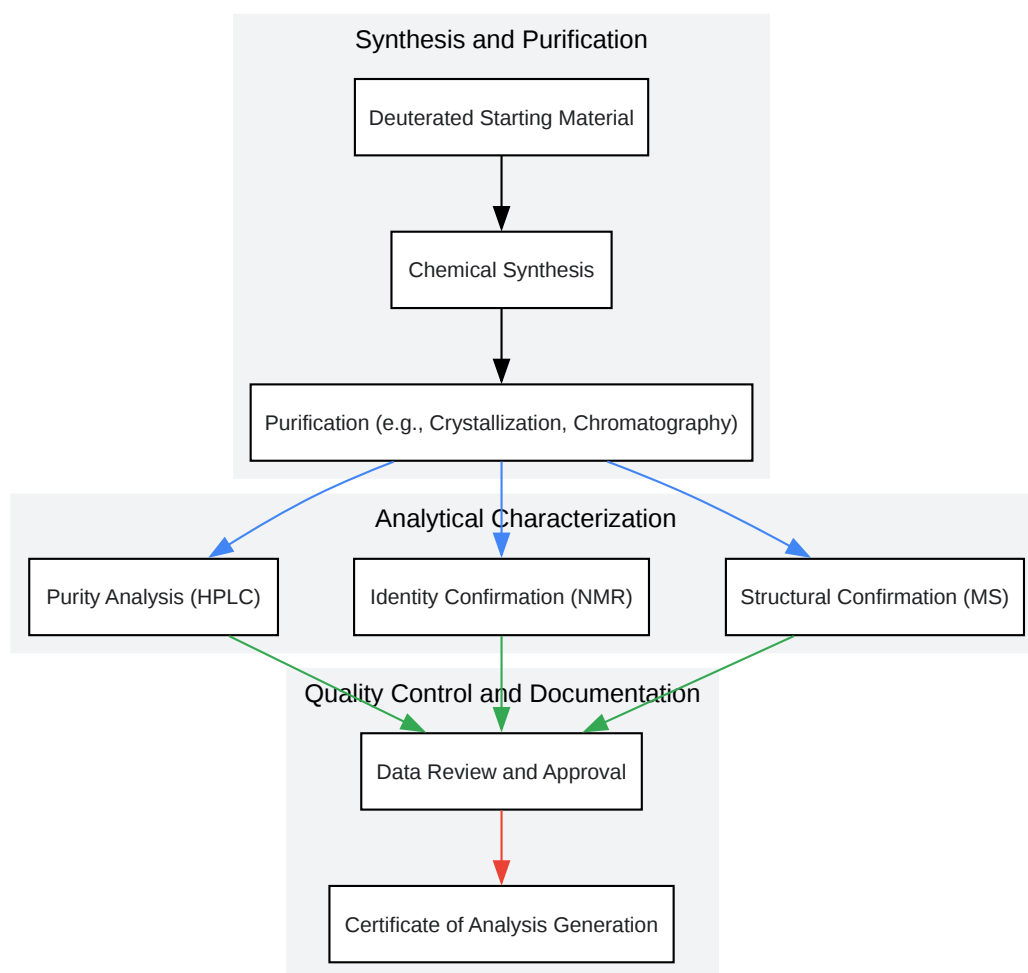 Synthesis and Purification
Deuterated Starting Material
Chemical Synthesis
Purification (e.g., Crystallization, Chromatography)
Analytical Characterization
Purity Analysis (HPLC)
Identity Confirmation (NMR)
Structural Confirmation (MS)
Quality Control and Documentation
Data Review and Approval
Certificate of Analysis Generation